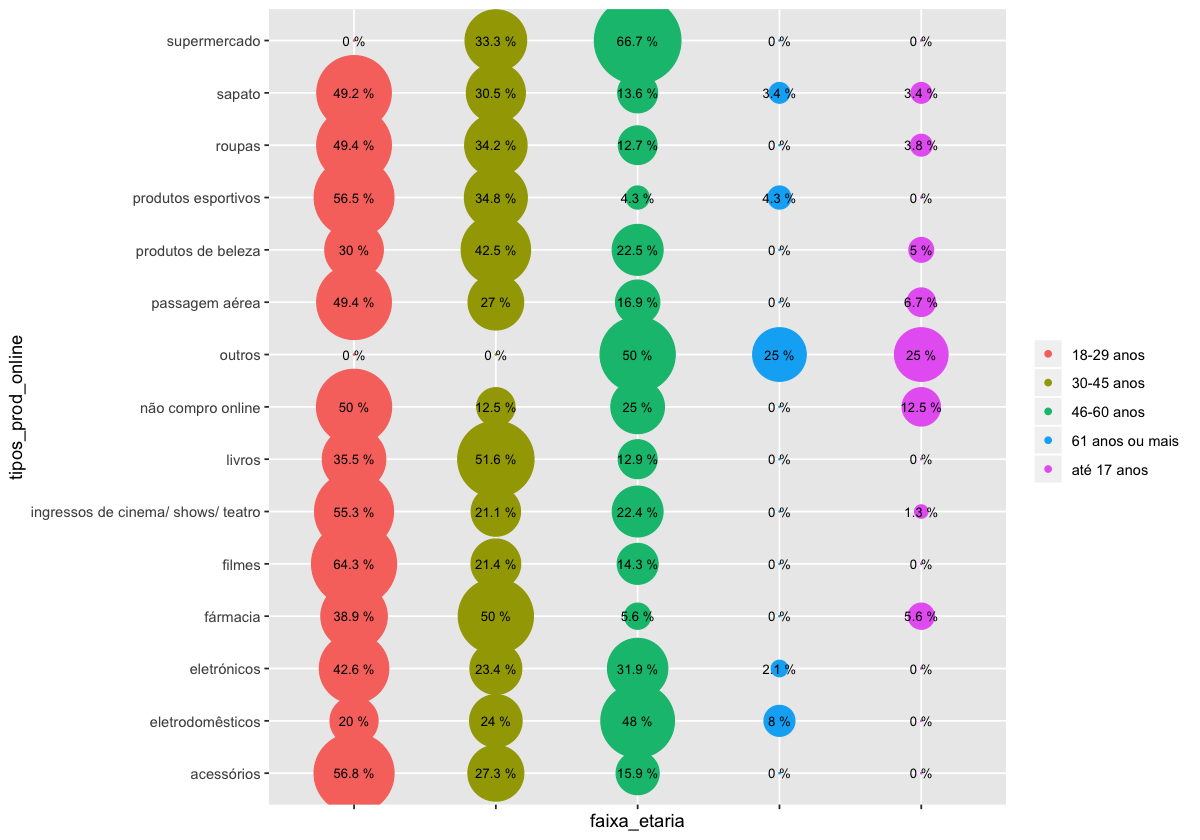 supermercado 0 % 33.3 % 66.7 % 0 % 0 %
sapato 49.2 % 30.5 % 13.6 % 3.4 % 3.4 %
roupas 49.4 % 34.2 % 12.7 % 0 % 3.8 %
produtos esportivos 56.5 % 34.8 % 4.3 % 4.3 % 0 %
produtos de beleza 30 % 42.5 % 22.5 % 0 % 5 %
passagem aérea 49.4 % 27 % 16.9 % 0 % 6.7 %
outros 0 % 0 % 50 % 25 % 25 %
não compro online 50 % 12.5 % 25 % 0 % 12.5 %
livros 35.5 % 51.6 % 12.9 % 0 % 0 %
ingressos de cinema/ shows/ teatro 55.3 % 21.1 % 22.4 % 0 % 1.3 %
filmes 64.3 % 21.4 % 14.3 % 0 % 0 %
fármacia 38.9 % 50 % 5.6 % 0 % 5.6 %
eletrónicos 42.6 % 23.4 % 31.9 % 2.1 % 0 %
eletrodomêsticos 20 % 24 % 48 % 8 % 0 %
acessórios 56.8 % 27.3 % 15.9 % 0 % 0 %
tipos_prod_online
faixa_etaria
18-29 anos
30-45 anos
46-60 anos
61 anos ou mais
até 17 anos